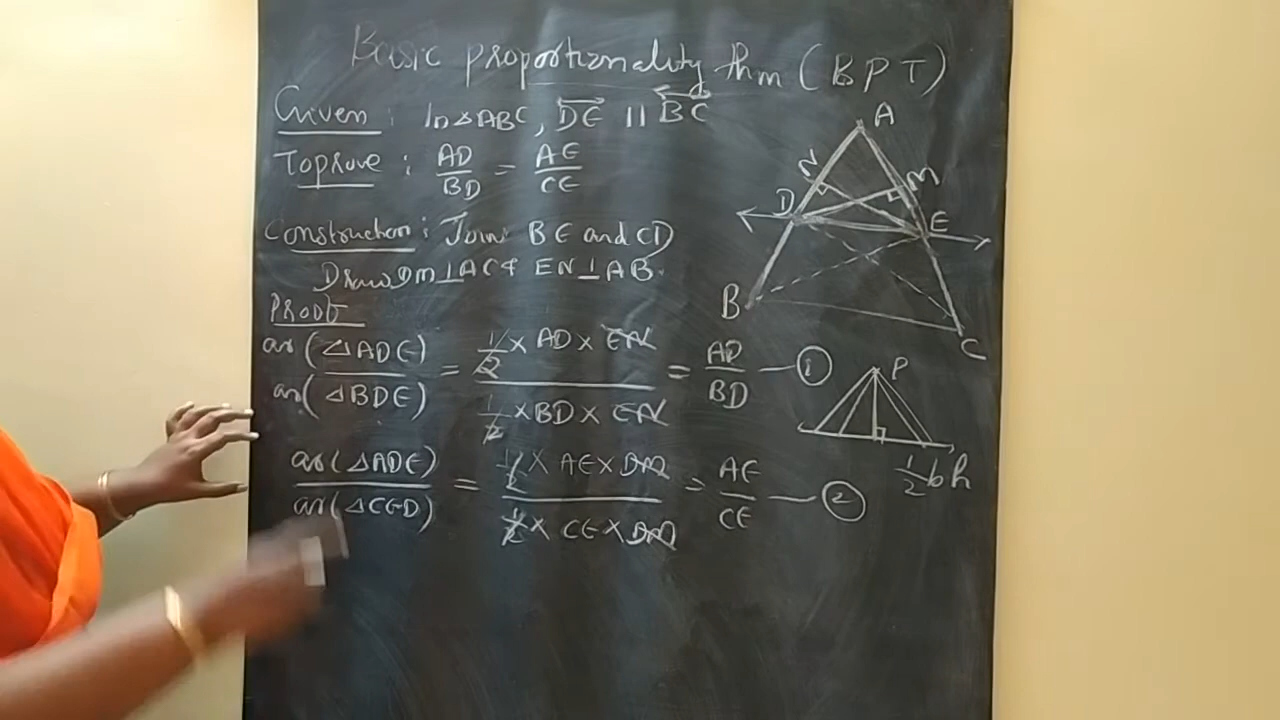 Basic proportionality thm (BPT)
Given : In △ABC, DE || BC
To prove : AD/BD = AE/CE
Construction : Join BE and CD
Draw DM ⊥ AC & EN ⊥ AB.
Proof
ar(△ADE)/ar(△BDE) = 1/2 × AD × EN / 1/2 × BD × EN = AD/BD — ①
ar(△ADE)/ar(△CED) = 1/2 × AE × DM / 1/2 × CE × DM = AE/CE — ②
A
N
M
D
E
B
C
P
1/2 bh